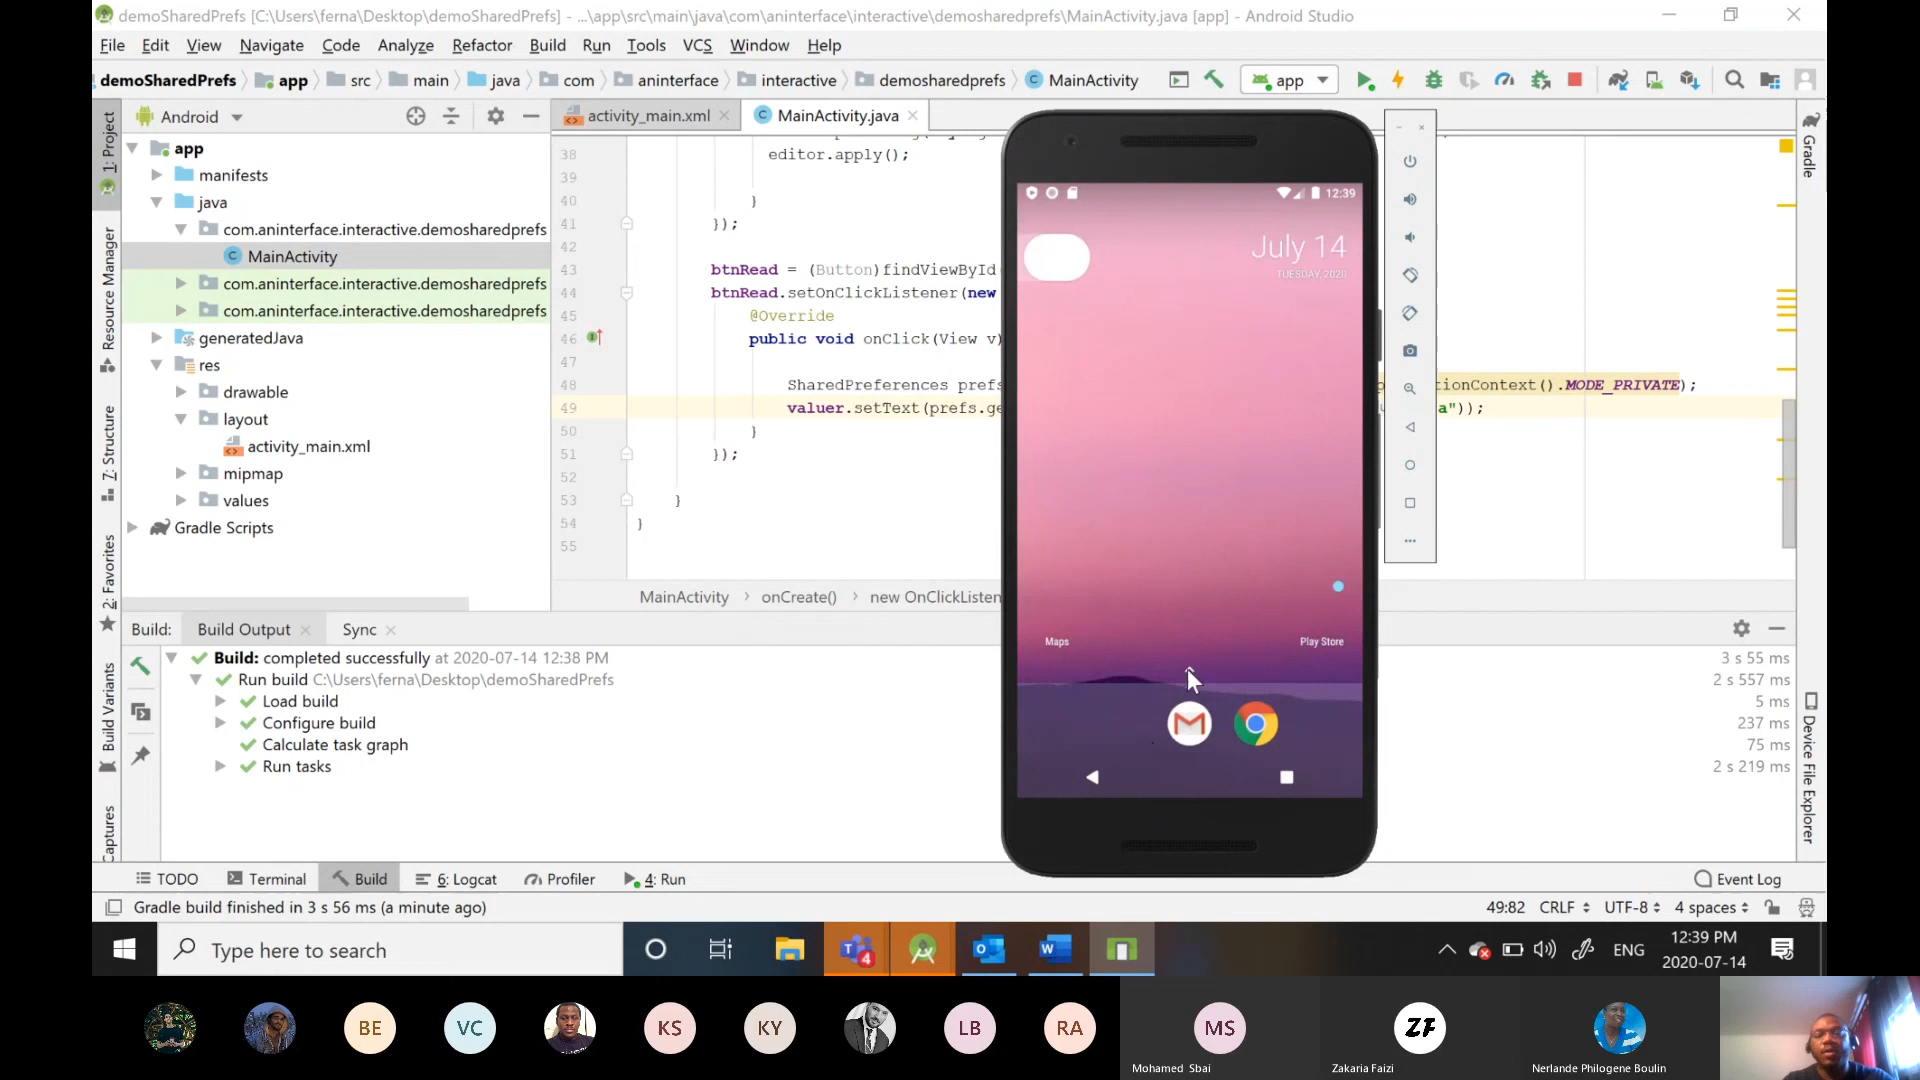 demoSharedPrefs [C:\Users\ferna\Desktop\demoSharedPrefs] - ...\app\src\main\java\com\aninterface\interactive\demosharedprefs\MainActivity.java [app] - Android Studio
File Edit View Navigate Code Analyze Refactor Build Run Tools VCS Window Help
demoSharedPrefs app src main java com aninterface interactive demosharedprefs MainActivity app
1: Project
Resource Manager
7: Structure
2: Favorites
Build Variants
Captures
Android
app
manifests
java
com.aninterface.interactive.demosharedprefs
MainActivity
com.aninterface.interactive.demosharedprefs
com.aninterface.interactive.demosharedprefs
generatedJava
res
drawable
layout
activity_main.xml
mipmap
values
Gradle Scripts
activity_main.xml MainActivity.java
38 editor.apply();
39
40 }
41 });
42
43 btnRead = (Button)findViewById
44 btnRead.setOnClickListener(new
45 @Override
46 public void onClick(View v)
47
48 SharedPreferences prefs tionContext().MODE_PRIVATE);
49 valuer.setText(prefs.ge a"));
50 }
51 });
52
53 }
54 }
55
MainActivity onCreate() new OnClickListen
12:39
July 14
TUESDAY, 2020
Maps Play Store
Gradle
Device File Explorer
Build: Build Output Sync
Build: completed successfully at 2020-07-14 12:38 PM 3 s 55 ms
Run build C:\Users\ferna\Desktop\demoSharedPrefs 2 s 557 ms
Load build 5 ms
Configure build 237 ms
Calculate task graph 75 ms
Run tasks 2 s 219 ms
TODO Terminal Build 6: Logcat Profiler 4: Run Event Log
Gradle build finished in 3 s 56 ms (a minute ago) 49:82 CRLF UTF-8 4 spaces
Type here to search 4 ENG 12:39 PM
2020-07-14
BE VC KS KY LB RA MS ZF
Mohamed Sbai Zakaria Faizi Nerlande Philogene Boulin